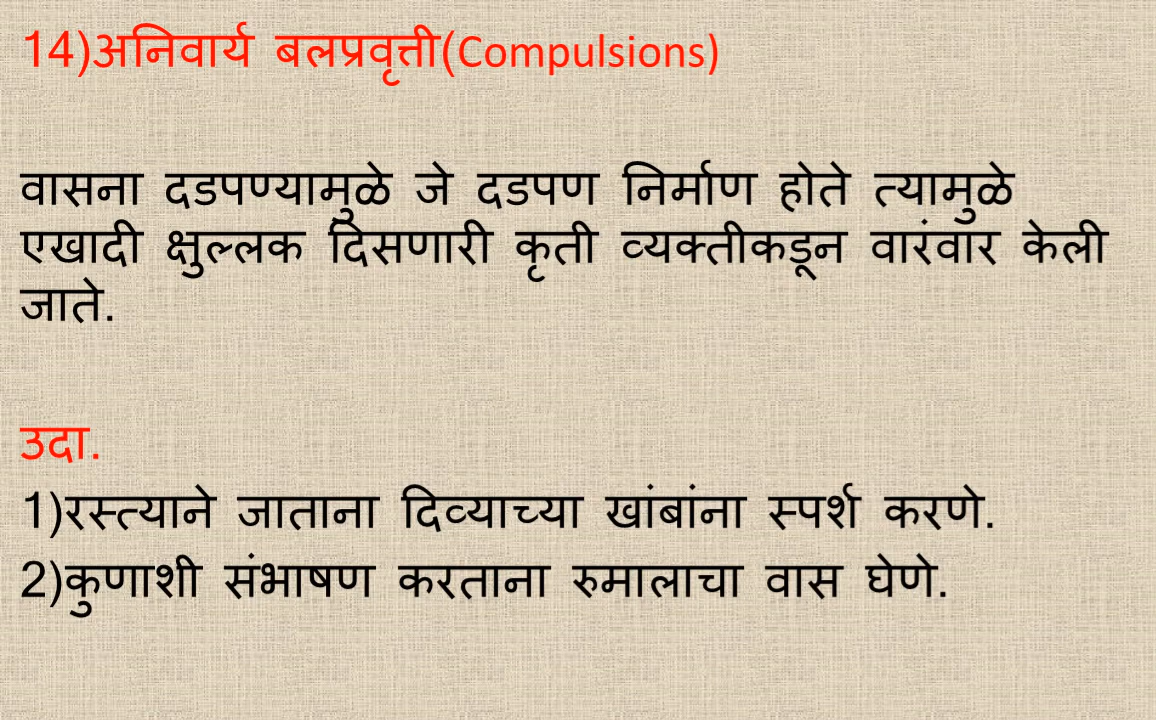 14)अनिवार्य बलप्रवृत्ती(Compulsions)
वासना दडपण्यामुळे जे दडपण निर्माण होते त्यामुळे
एखादी क्षुल्लक दिसणारी कृती व्यक्तीकडून वारंवार केली
जाते.
उदा.
1)रस्त्याने जाताना दिव्याच्या खांबांना स्पर्श करणे.
2)कुणाशी संभाषण करताना रुमालाचा वास घेणे.